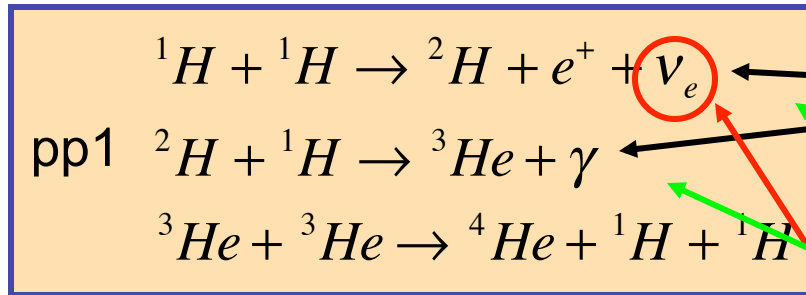 ¹H + ¹H → ²H + e⁺ + νₑ
pp1 ²H + ¹H → ³He + γ
³He + ³He → ⁴He + ¹H + ¹H